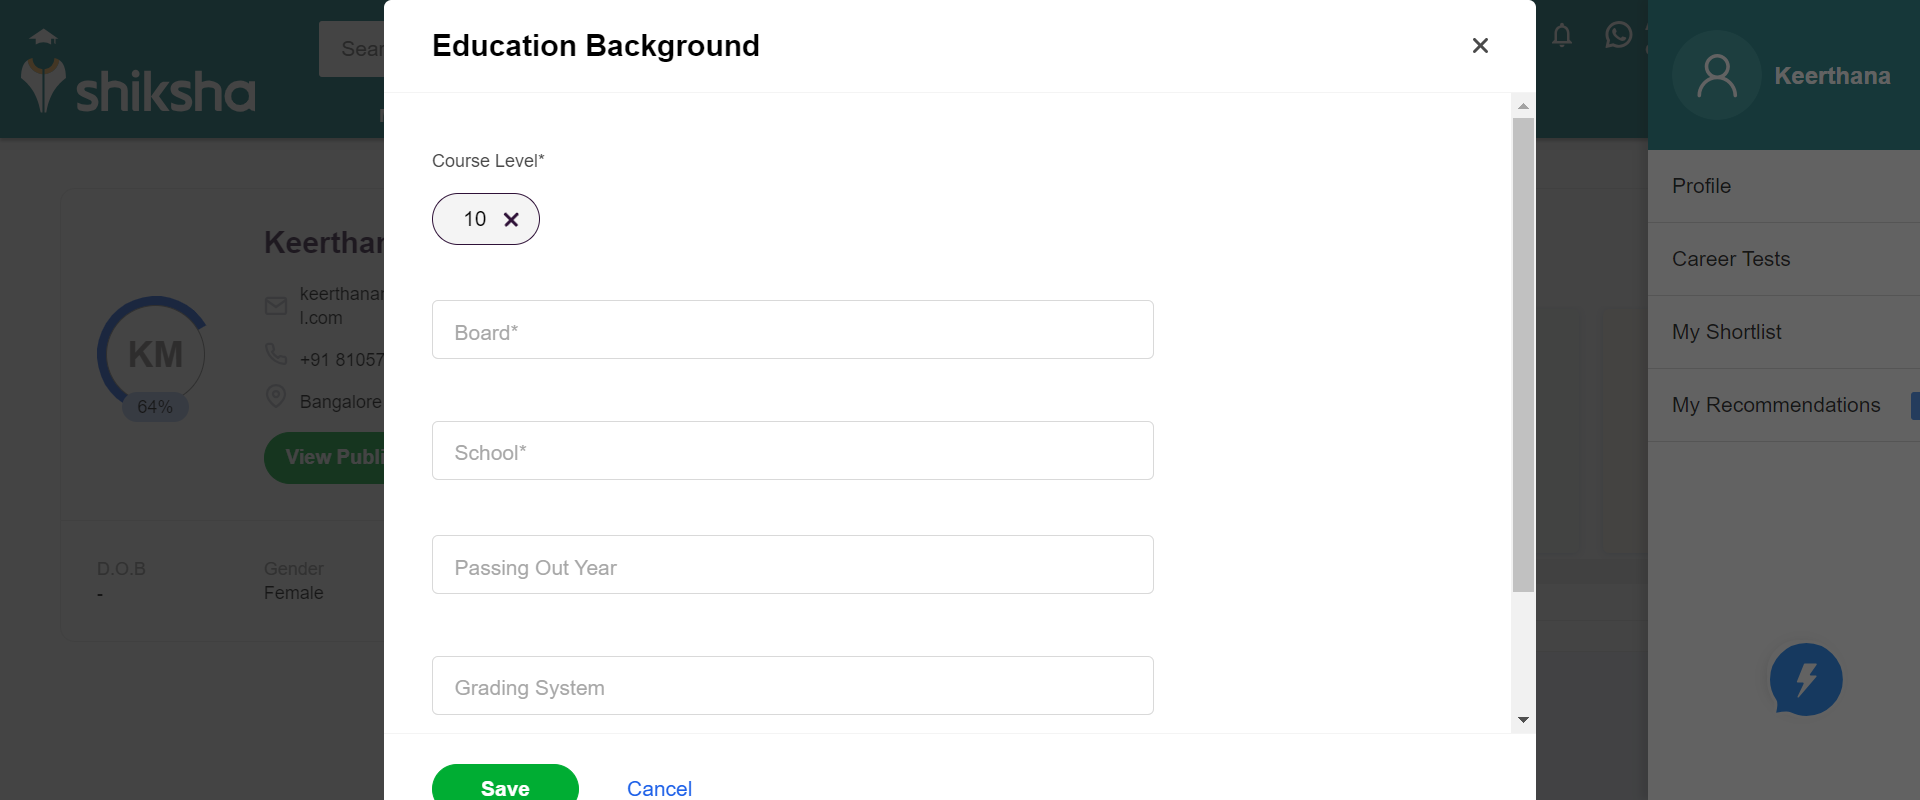 shiksha
Sear
Keerthana
Education Background
Course Level*
10
Board*
School*
Passing Out Year
Grading System
Save
Cancel
Keerthan
keerthanar
l.com
+91 81057
Bangalore
KM
64%
View Publi
D.O.B
-
Gender
Female
Profile
Career Tests
My Shortlist
My Recommendations